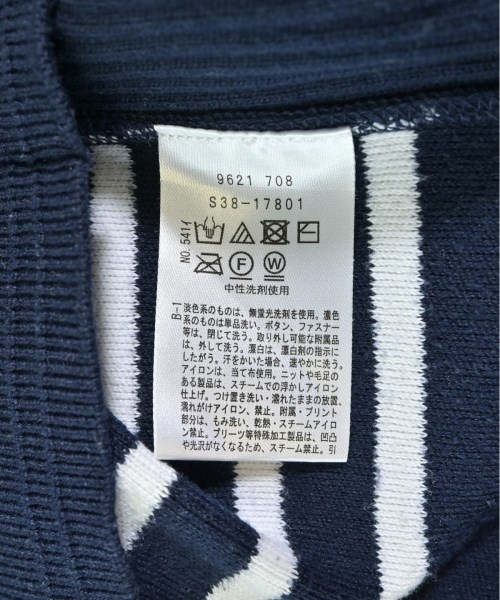 9621 708
S38-17801
NO.541イ
F W
中性洗剤使用
B-1
淡色系のものは、無蛍光洗剤を使用。濃色
系のものは単品洗い。ボタン、ファスナー
等は、閉じて洗う。取り外し可能な附属品
は、外して洗う。漂白は、漂白剤の指示に
したがう。汗をかいた場合、速やかに洗う。
アイロンは、当て布使用。ニットや毛足の
ある製品は、スチームでの浮かしアイロン
仕上げ。つけ置き洗い・濡れたままの放置、
濡れがけアイロン、禁止。附属・プリント
部分は、もみ洗い、乾熱・スチームアイロ
ン禁止。プリーツ等特殊加工製品は、凹凸
や光沢がなくなるため、スチーム禁止。引